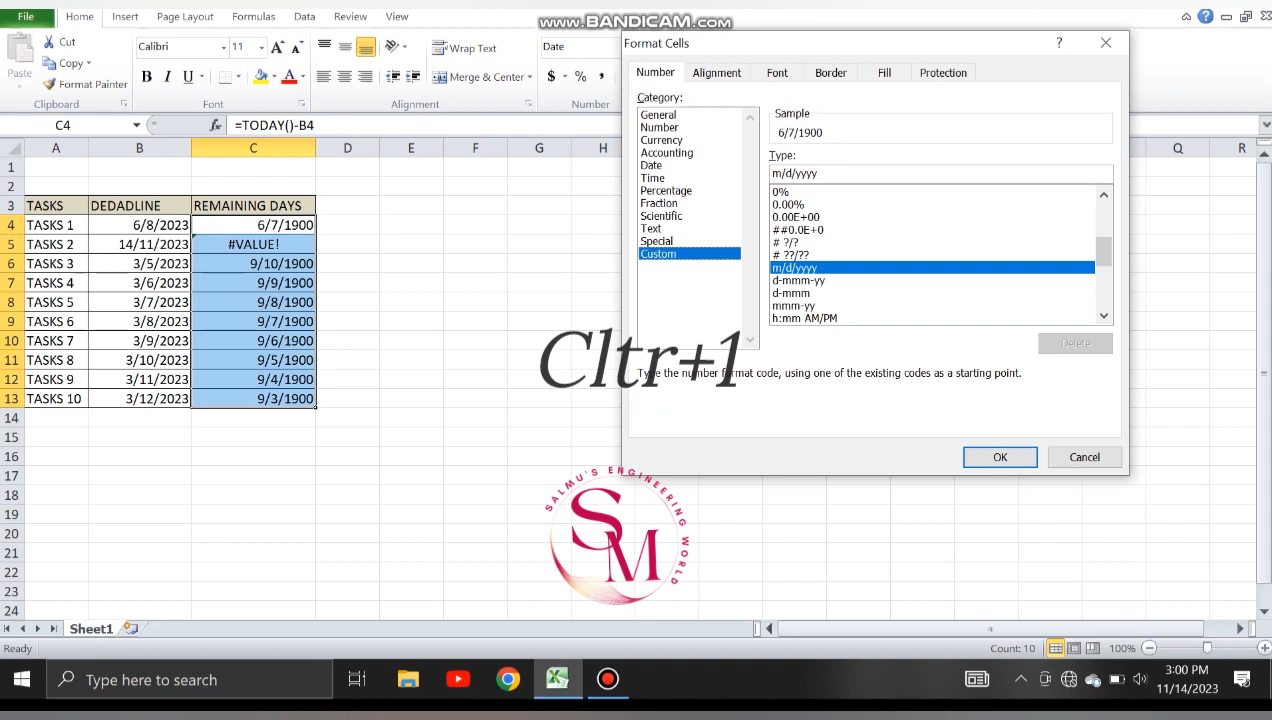 www.BANDICAM.com
File Home Insert Page Layout Formulas Data Review View
Cut
Copy
Format Painter
Paste
Clipboard
Calibri 11
B I U
Font
Wrap Text
Merge & Center
Alignment
Date
$ % ,
Number
C4 fx =TODAY()-B4
A B C D E F G H Q R
1
2
3 TASKS DEDADLINE REMAINING DAYS
4 TASKS 1 6/8/2023 6/7/1900
5 TASKS 2 14/11/2023 #VALUE!
6 TASKS 3 3/5/2023 9/10/1900
7 TASKS 4 3/6/2023 9/9/1900
8 TASKS 5 3/7/2023 9/8/1900
9 TASKS 6 3/8/2023 9/7/1900
10 TASKS 7 3/9/2023 9/6/1900
11 TASKS 8 3/10/2023 9/5/1900
12 TASKS 9 3/11/2023 9/4/1900
13 TASKS 10 3/12/2023 9/3/1900
14
15
16
17
18
19
20
21
22
23
24
Format Cells
Number Alignment Font Border Fill Protection
Category:
General
Number
Currency
Accounting
Date
Time
Percentage
Fraction
Scientific
Text
Special
Custom
Sample
6/7/1900
Type:
m/d/yyyy
0%
0.00%
0.00E+00
##0.0E+0
# ?/?
# ??/??
m/d/yyyy
d-mmm-yy
d-mmm
mmm-yy
h:mm AM/PM
Delete
Type the number format code, using one of the existing codes as a starting point.
OK Cancel
Cltr+1
SALMU'S ENGINEERING WORLD
SM
Sheet1
Ready Count: 10 100%
Type here to search
3:00 PM
11/14/2023